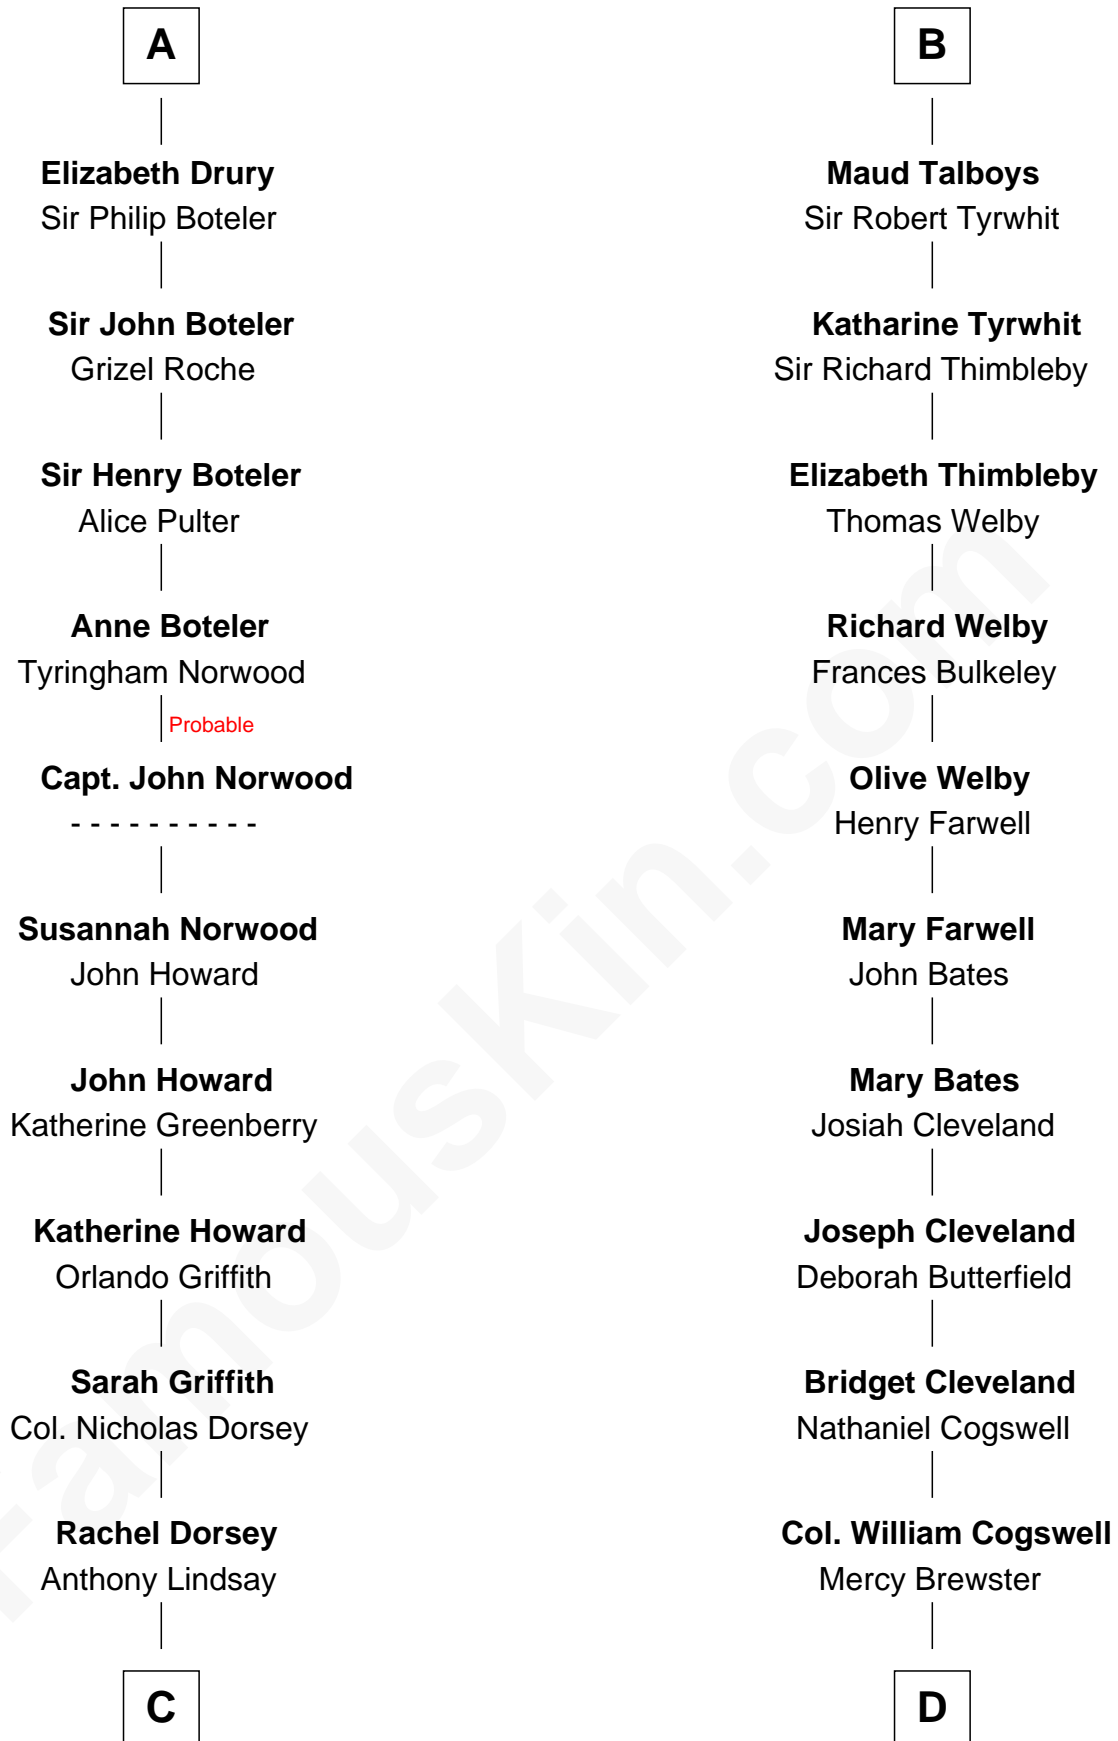 A
Elizabeth Drury
Sir Philip Boteler
Sir John Boteler
Grizel Roche
Sir Henry Boteler
Alice Pulter
Anne Boteler
Tyringham Norwood
Probable
Capt. John Norwood
- - - - - - - - - -
Susannah Norwood
John Howard
John Howard
Katherine Greenberry
Katherine Howard
Orlando Griffith
Sarah Griffith
Col. Nicholas Dorsey
Rachel Dorsey
Anthony Lindsay
C
B
Maud Talboys
Sir Robert Tyrwhit
Katharine Tyrwhit
Sir Richard Thimbleby
Elizabeth Thimbleby
Thomas Welby
Richard Welby
Frances Bulkeley
Olive Welby
Henry Farwell
Mary Farwell
John Bates
Mary Bates
Josiah Cleveland
Joseph Cleveland
Deborah Butterfield
Bridget Cleveland
Nathaniel Cogswell
Col. William Cogswell
Mercy Brewster
D
FamousKin.com